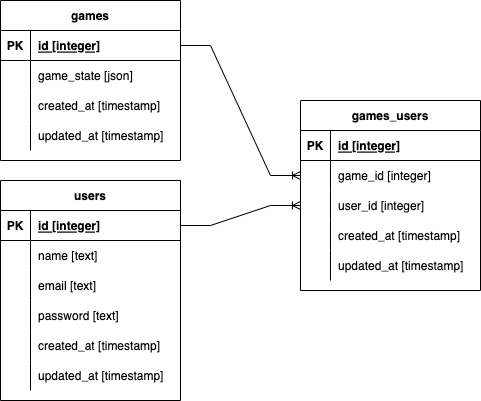 games
PK id [integer]
game_state [json]
created_at [timestamp]
updated_at [timestamp]
users
PK id [integer]
name [text]
email [text]
password [text]
created_at [timestamp]
updated_at [timestamp]
games_users
PK id [integer]
game_id [integer]
user_id [integer]
created_at [timestamp]
updated_at [timestamp]